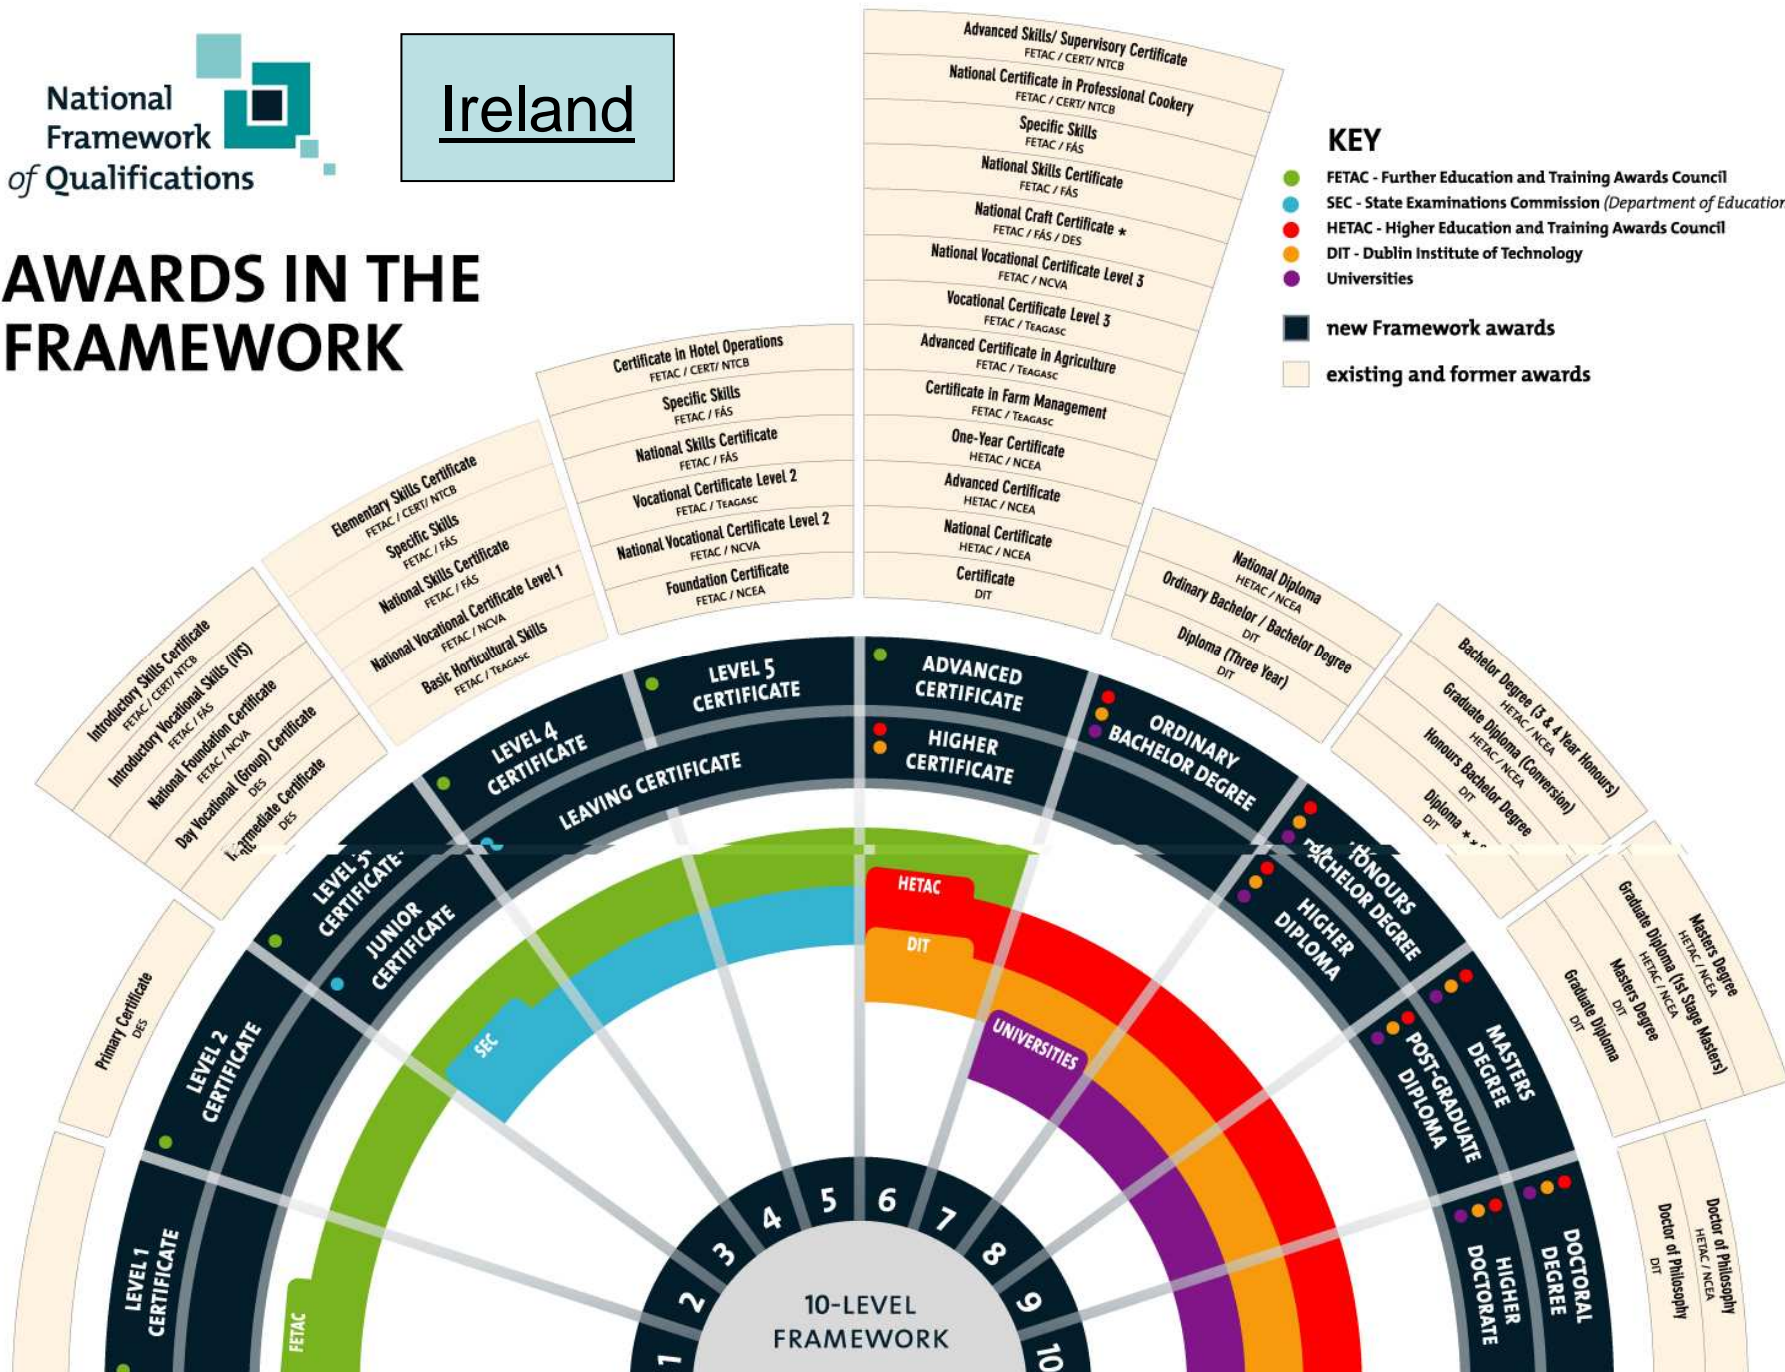 National
Framework
of Qualifications
Ireland
AWARDS IN THE
FRAMEWORK
KEY
FETAC - Further Education and Training Awards Council
SEC - State Examinations Commission (Department of Education
HETAC - Higher Education and Training Awards Council
DIT - Dublin Institute of Technology
Universities
new Framework awards
existing and former awards
Primary Certificate
DES
Introductory Skills Certificate
FETAC / CERT/ NTCB
Introductory Vocational Skills (IVS)
FETAC / FÁS
National Foundation Certificate
FETAC / NCVA
Day Vocational (Group) Certificate
DES
Intermediate Certificate
DES
Elementary Skills Certificate
FETAC / CERT/ NTCB
Specific Skills
FETAC / FÁS
National Skills Certificate
FETAC / FÁS
National Vocational Certificate Level 1
FETAC / NCVA
Basic Horticultural Skills
FETAC / TEAGASC
Certificate in Hotel Operations
FETAC / CERT/ NTCB
Specific Skills
FETAC / FÁS
National Skills Certificate
FETAC / FÁS
Vocational Certificate Level 2
FETAC / TEAGASC
National Vocational Certificate Level 2
FETAC / NCVA
Foundation Certificate
FETAC / NCEA
Advanced Skills/ Supervisory Certificate
FETAC / CERT/ NTCB
National Certificate in Professional Cookery
FETAC / CERT/ NTCB
Specific Skills
FETAC / FÁS
National Skills Certificate
FETAC / FÁS
National Craft Certificate *
FETAC / FÁS / DES
National Vocational Certificate Level 3
FETAC / NCVA
Vocational Certificate Level 3
FETAC / TEAGASC
Advanced Certificate in Agriculture
FETAC / TEAGASC
Certificate in Farm Management
FETAC / TEAGASC
One-Year Certificate
HETAC / NCEA
Advanced Certificate
HETAC / NCEA
National Certificate
HETAC / NCEA
Certificate
DIT
National Diploma
HETAC / NCEA
Ordinary Bachelor / Bachelor Degree
DIT
Diploma (Three Year)
DIT
Bachelor Degree (3 & 4 Year Honours)
HETAC / NCEA
Graduate Diploma (Conversion)
HETAC / NCEA
Honours Bachelor Degree
DIT
Diploma * *
DIT
Masters Degree
HETAC / NCEA
Graduate Diploma (1st Stage Masters)
HETAC / NCEA
Masters Degree
DIT
Graduate Diploma
DIT
Doctor of Philosophy
HETAC / NCEA
Doctor of Philosophy
DIT
LEVEL 1
CERTIFICATE
LEVEL 2
CERTIFICATE
LEVEL 3
CERTIFICATE
JUNIOR
CERTIFICATE
LEVEL 4
CERTIFICATE
LEVEL 5
CERTIFICATE
LEAVING CERTIFICATE
ADVANCED
CERTIFICATE
HIGHER
CERTIFICATE
ORDINARY
BACHELOR DEGREE
HONOURS
BACHELOR DEGREE
HIGHER
DIPLOMA
MASTERS
DEGREE
POST-GRADUATE
DIPLOMA
DOCTORAL
DEGREE
HIGHER
DOCTORATE
FETAC
SEC
HETAC
DIT
UNIVERSITIES
1
2
3
4
5
6
7
8
9
10
10-LEVEL
FRAMEWORK